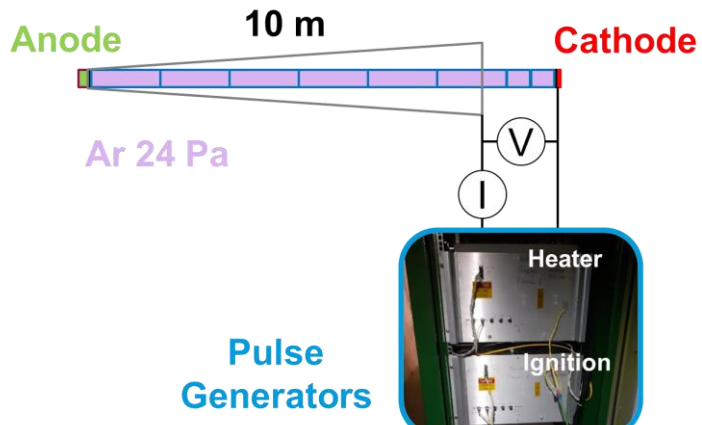 10 m
Anode
Cathode
Ar 24 Pa
V
I
Heater
Ignition
Pulse
Generators